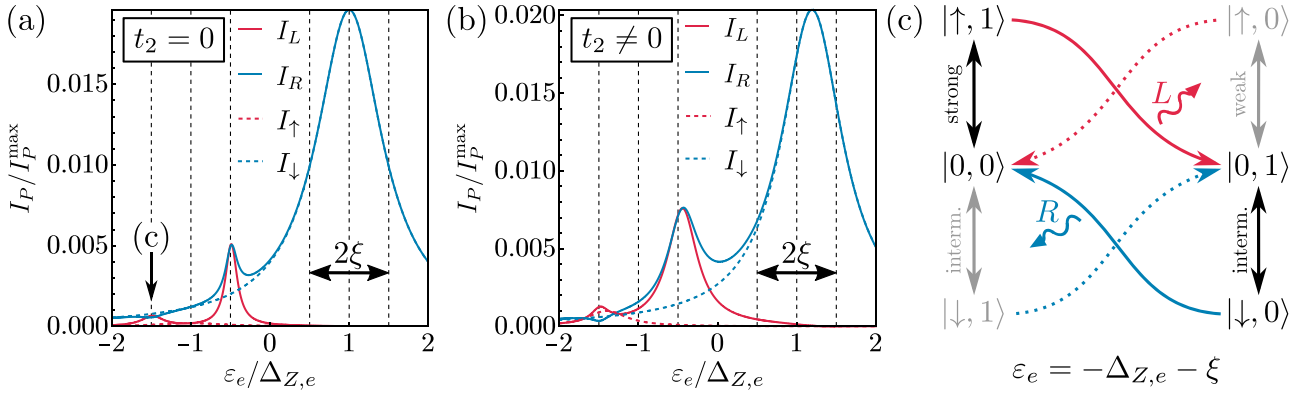 (a)
t₂ = 0
I_L
I_R
I_↑
I_↓
(c)
2ξ
I_P/I_P^max
0.015
0.010
0.005
0.000
-2
-1
0
1
2
ε_e/Δ_{Z,e}
(b)
t₂ ≠ 0
I_L
I_R
I_↑
I_↓
2ξ
I_P/I_P^max
0.020
0.015
0.010
0.005
0.000
-2
-1
0
1
2
ε_e/Δ_{Z,e}
(c)
|↑, 1⟩
|↑, 0⟩
strong
L
weak
|0, 0⟩
|0, 1⟩
interm.
R
interm.
|↓, 1⟩
|↓, 0⟩
ε_e = −Δ_{Z,e} − ξ